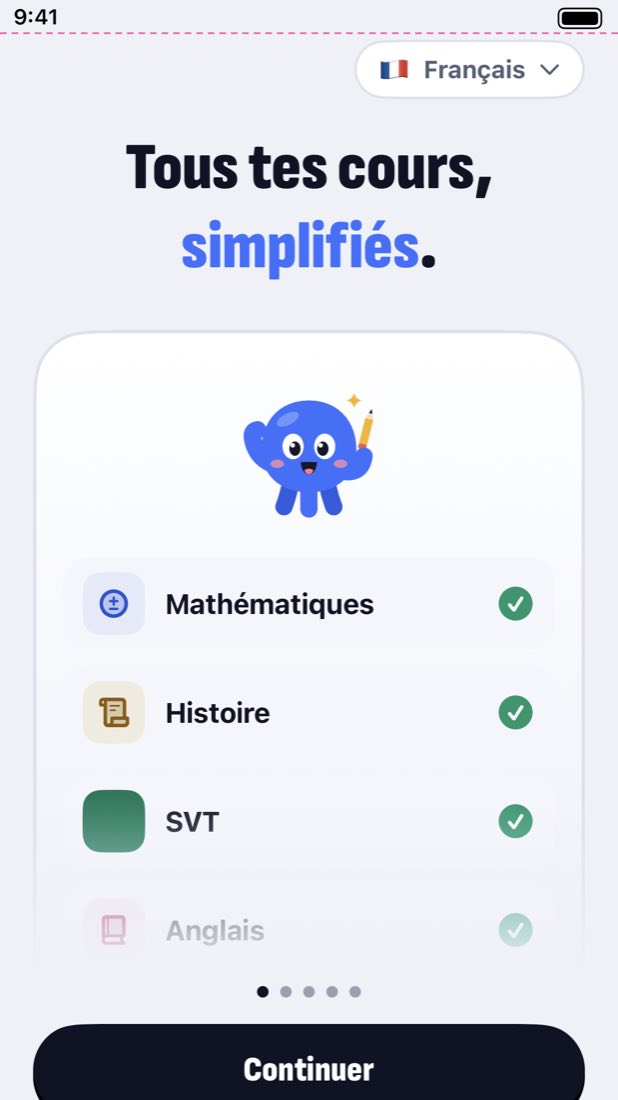 9:41
Français
Tous tes cours,
simplifiés.
Mathématiques
Histoire
SVT
Anglais
Continuer